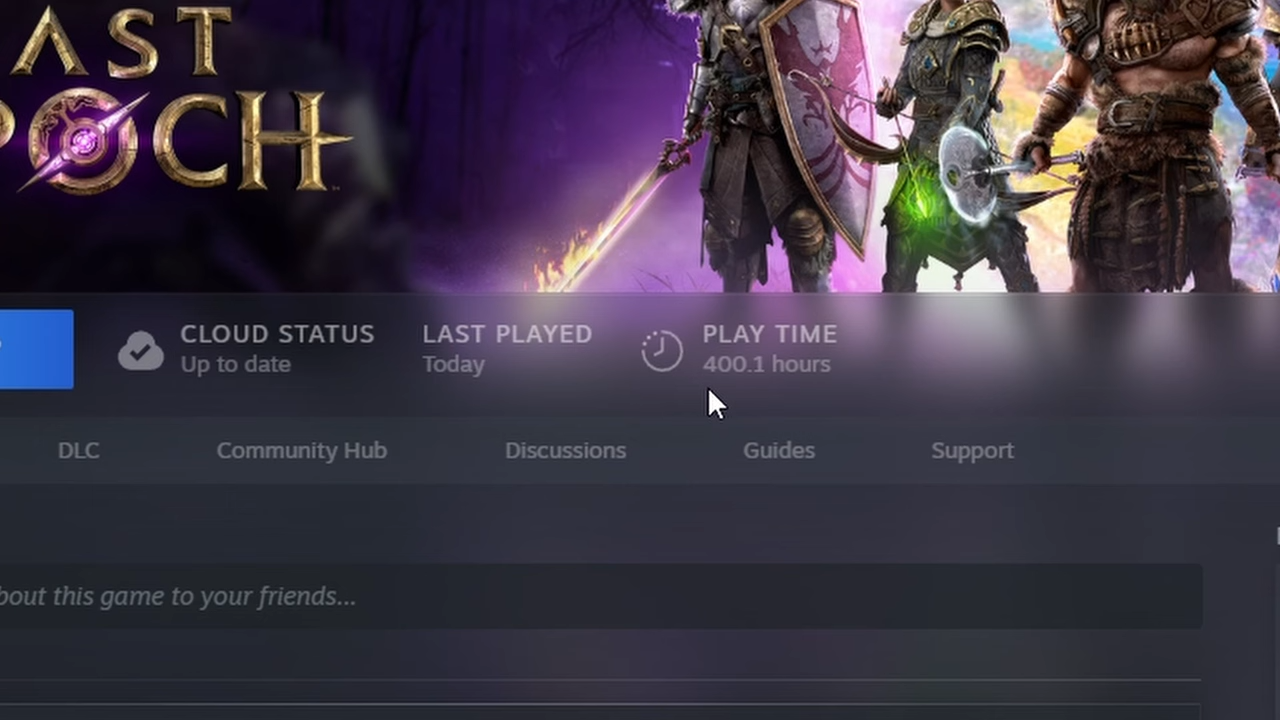 AST
POCH
CLOUD STATUS
Up to date
LAST PLAYED
Today
PLAY TIME
400.1 hours
DLC
Community Hub
Discussions
Guides
Support
bout this game to your friends...